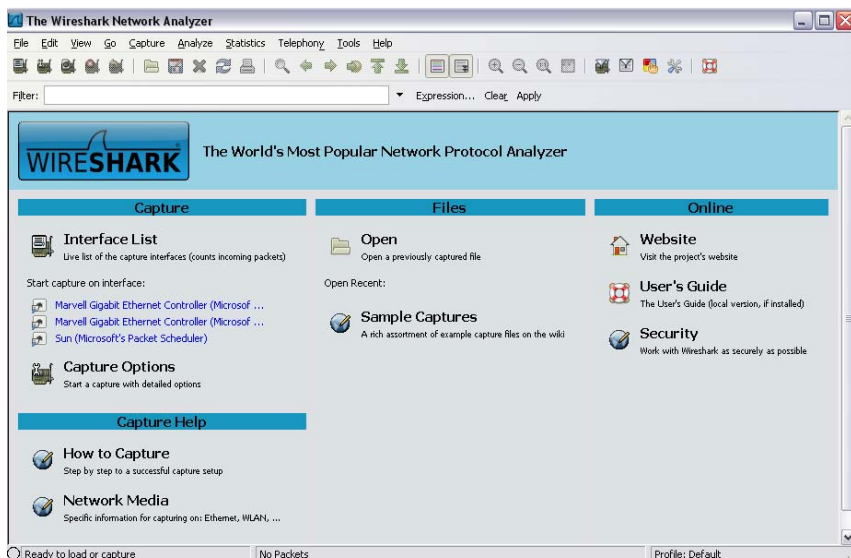 The Wireshark Network Analyzer
File Edit View Go Capture Analyze Statistics Telephony Tools Help
Filter:
Expression... Clear Apply
WIRESHARK
The World's Most Popular Network Protocol Analyzer
Capture
Interface List
Live list of the capture interfaces (counts incoming packets)
Start capture on interface:
Marvell Gigabit Ethernet Controller (Microsof ...
Marvell Gigabit Ethernet Controller (Microsof ...
Sun (Microsoft's Packet Scheduler)
Capture Options
Start a capture with detailed options
Capture Help
How to Capture
Step by step to a successful capture setup
Network Media
Specific information for capturing on: Ethernet, WLAN, ...
Files
Open
Open a previously captured file
Open Recent:
Sample Captures
A rich assortment of example capture files on the wiki
Online
Website
Visit the project's website
User's Guide
The User's Guide (local version, if installed)
Security
Work with Wireshark as securely as possible
Ready to load or capture
No Packets
Profile: Default